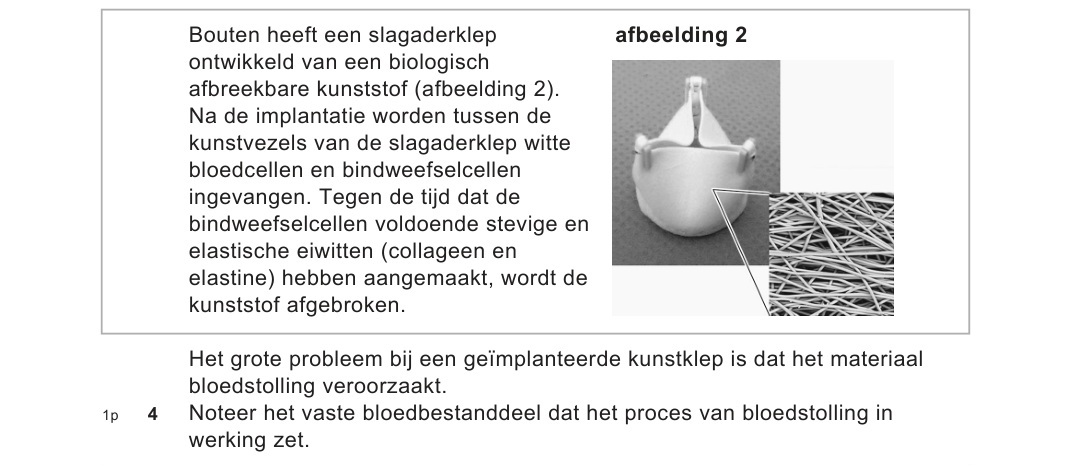 Bouten heeft een slagaderklep
ontwikkeld van een biologisch
afbreekbare kunststof (afbeelding 2).
Na de implantatie worden tussen de
kunstvezels van de slagaderklep witte
bloedcellen en bindweefselcellen
ingevangen. Tegen de tijd dat de
bindweefselcellen voldoende stevige en
elastische eiwitten (collageen en
elastine) hebben aangemaakt, wordt de
kunststof afgebroken.
afbeelding 2
Het grote probleem bij een geïmplanteerde kunstklep is dat het materiaal
bloedstolling veroorzaakt.
1p 4 Noteer het vaste bloedbestanddeel dat het proces van bloedstolling in
werking zet.